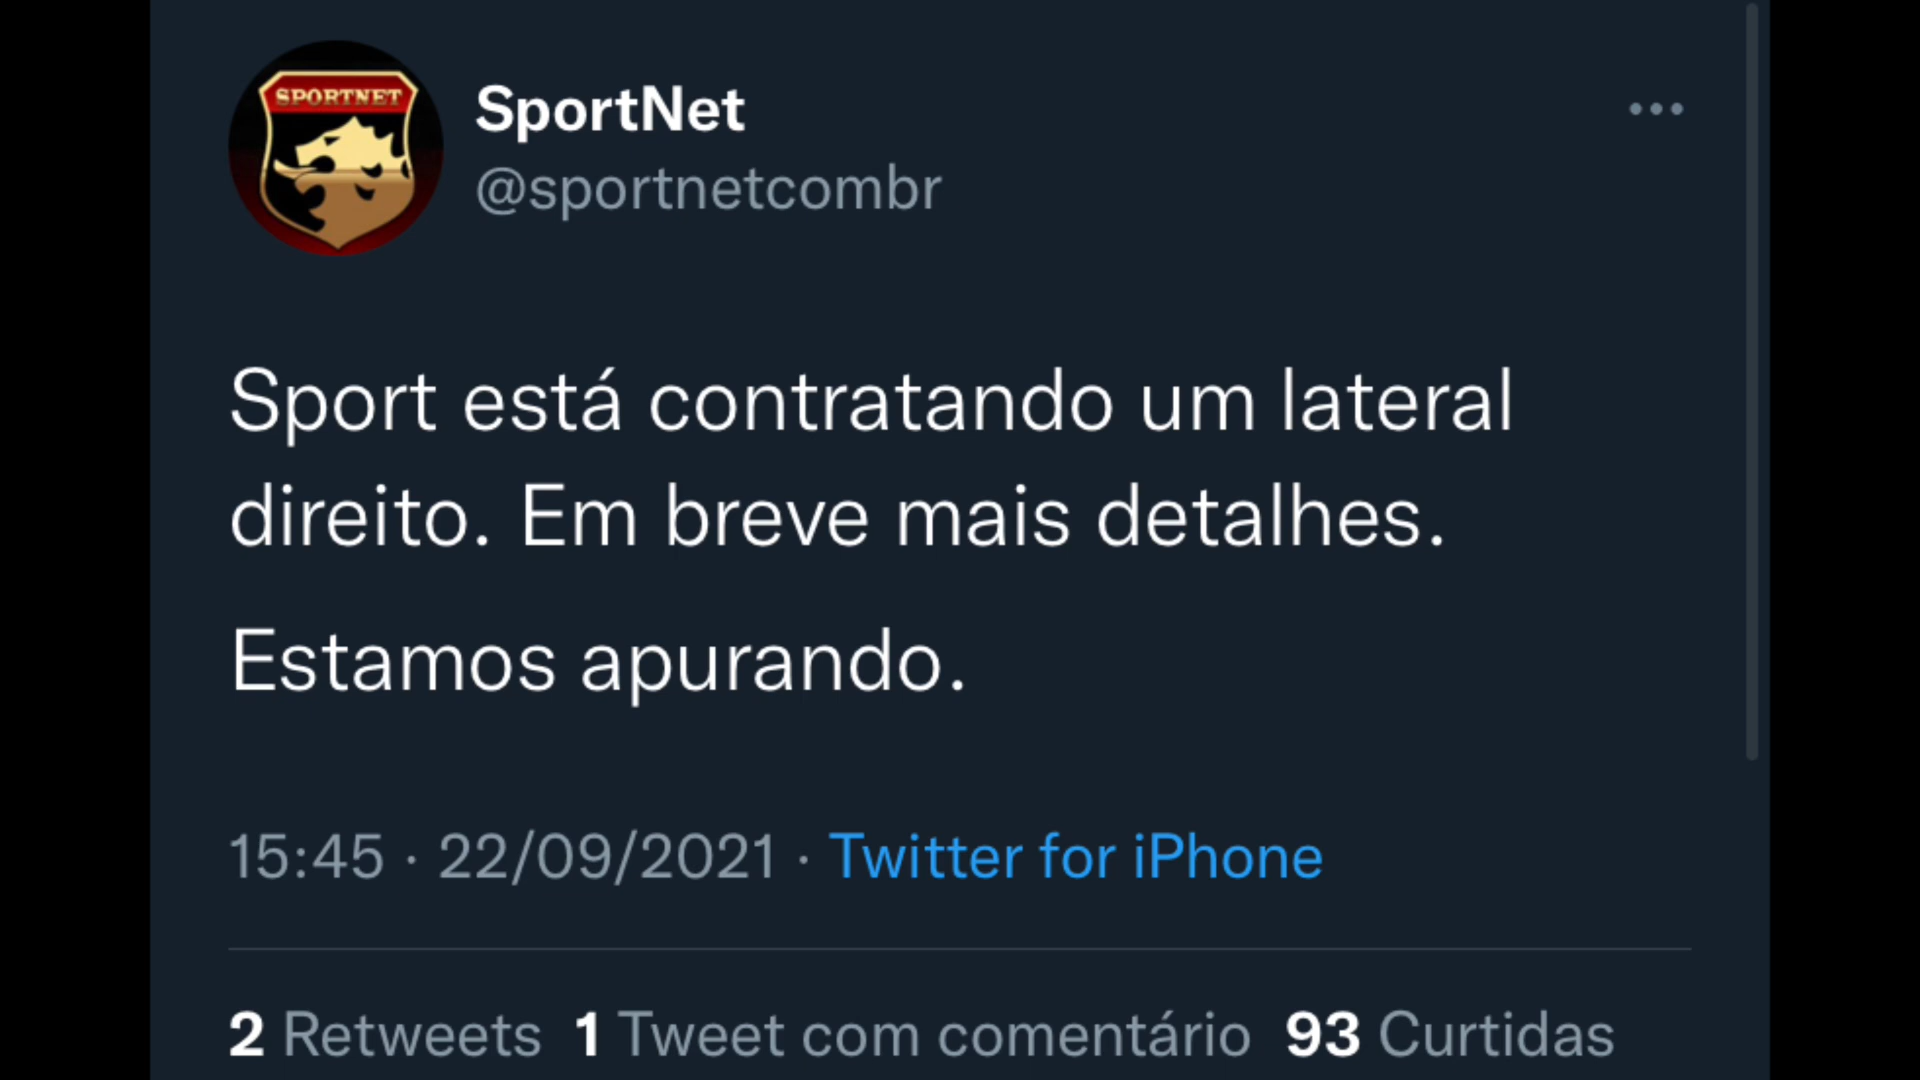 SPORTNET
SportNet
@sportnetcombr
Sport está contratando um lateral
direito. Em breve mais detalhes.
Estamos apurando.
15:45 · 22/09/2021 · Twitter for iPhone
2 Retweets 1 Tweet com comentário 93 Curtidas